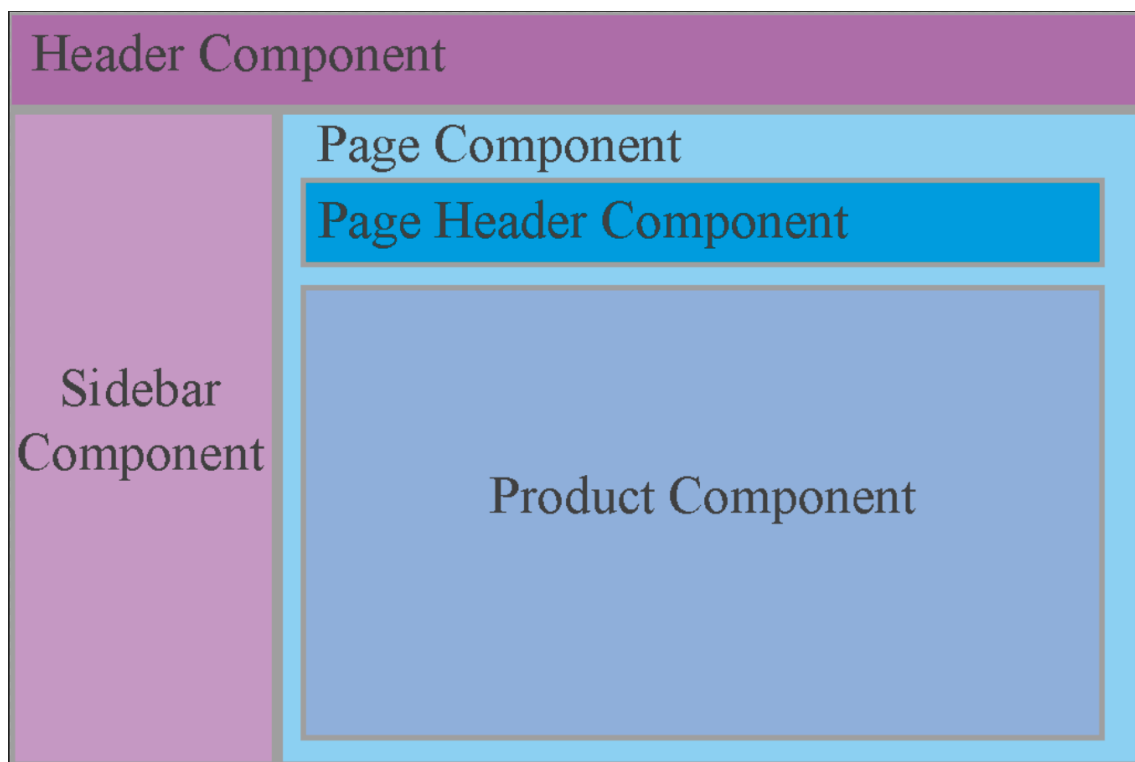 Header Component
Page Component
Page Header Component
Sidebar
Component
Product Component